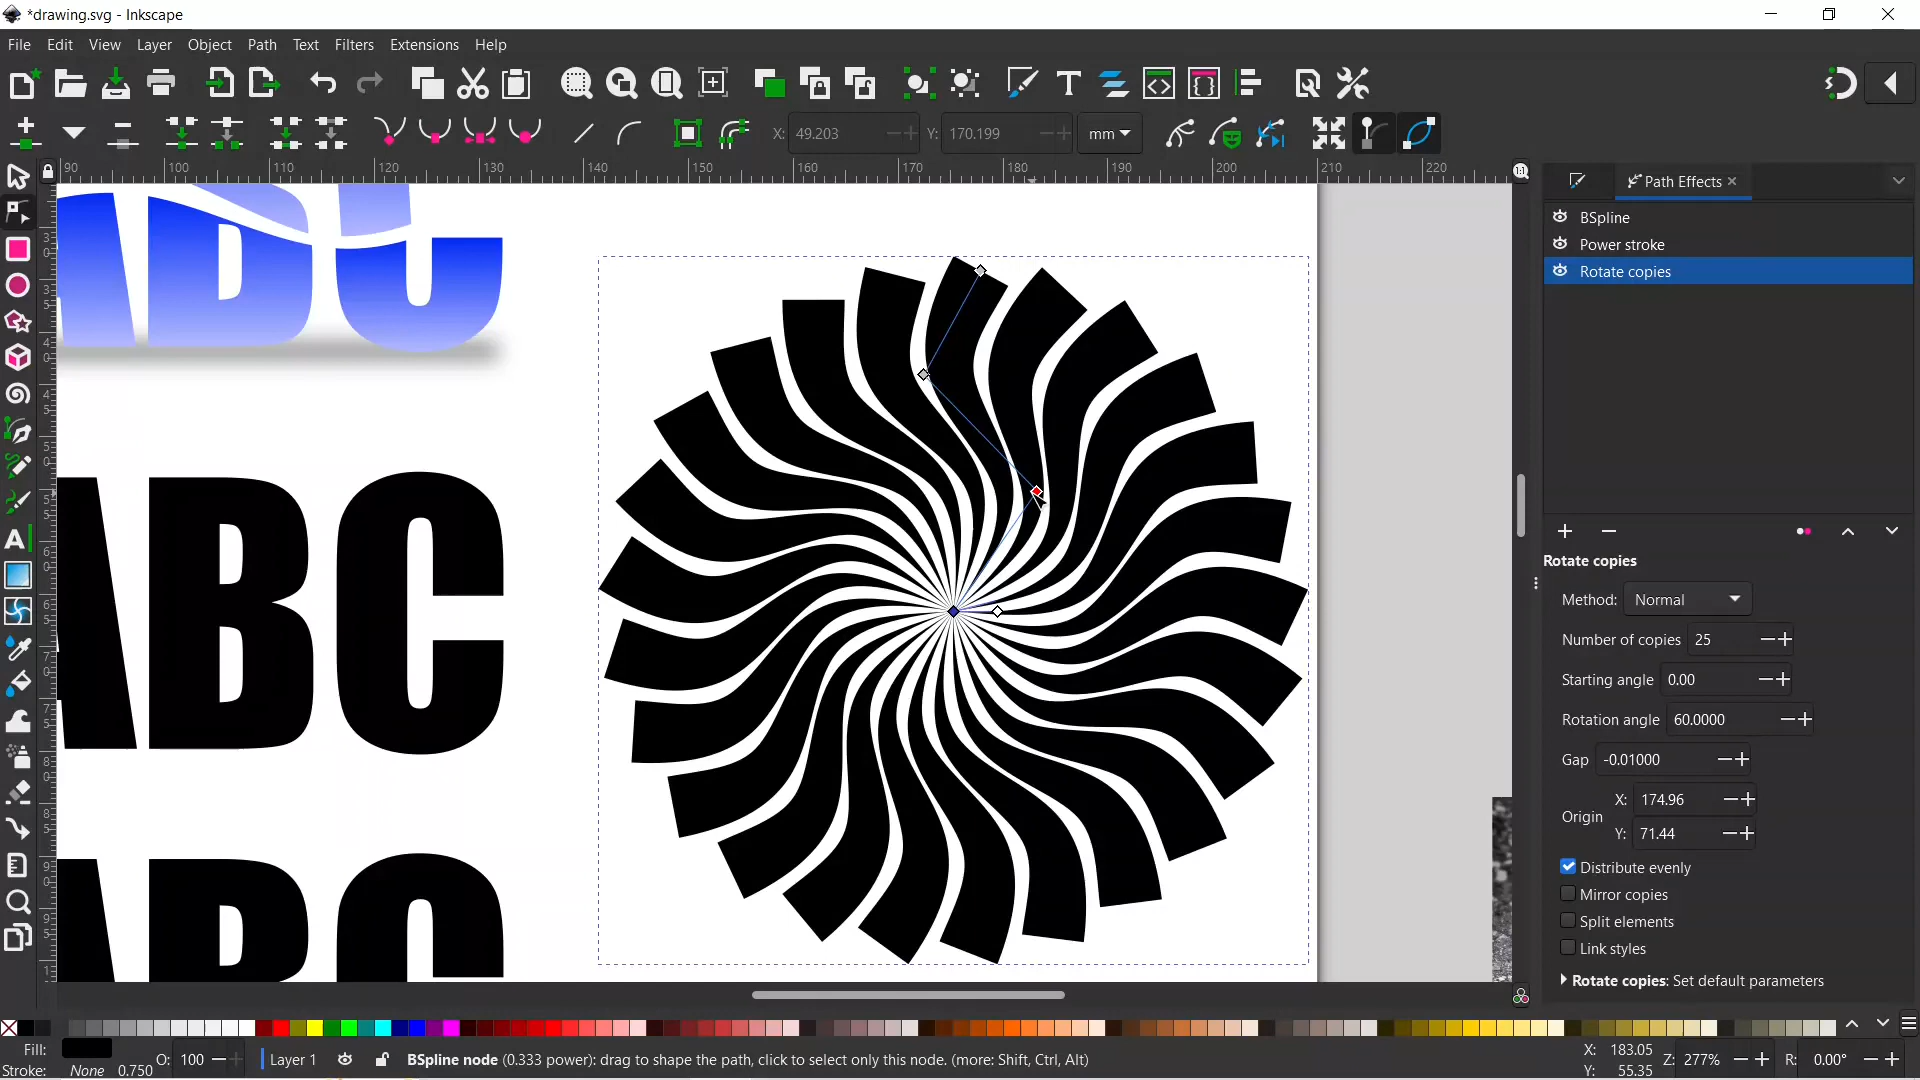 *drawing.svg - Inkscape
File Edit View Layer Object Path Text Filters Extensions Help
X: 49.203 Y: 170.199 mm
90 100 110 120 130 140 150 160 170 180 190 200 210 220
Path Effects
BSpline
Power stroke
Rotate copies
ABC
ABC
ABC
Rotate copies
Method: Normal
Number of copies 25
Starting angle 0.00
Rotation angle 60.0000
Gap -0.01000
Origin X: 174.96
Y: 71.44
Distribute evenly
Mirror copies
Split elements
Link styles
Rotate copies: Set default parameters
Fill: O: 100 Layer 1 BSpline node (0.333 power): drag to shape the path, click to select only this node. (more: Shift, Ctrl, Alt) X: 183.05 Z: 277% R: 0.00°
Stroke: None 0.750 Y: 55.35